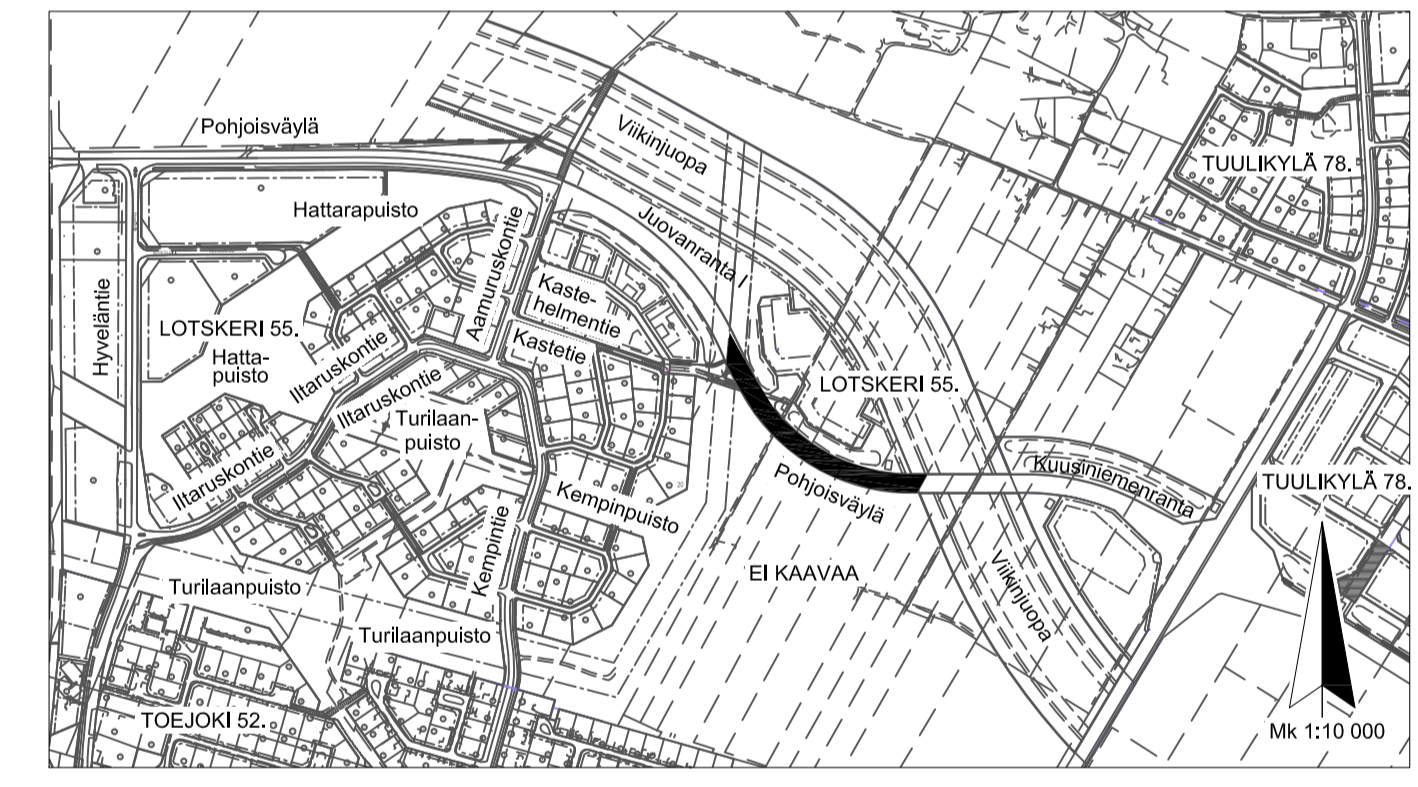 Pohjoisväylä
Viikinjuopa
TUULIKYLÄ 78.
Hattarapuisto
Juovanranta I
Aamuruskontie
Kaste-
helmentie
Hyveläntie
LOTSKERI 55.
Hatta-
puisto
Iltaruskontie
Kastetie
Iltaruskontie
LOTSKERI 55.
Turilaan-
puisto
Iltaruskontie
Kuusiniemenranta
TUULIKYLÄ 78.
Pohjoisväylä
Kempinpuisto
20
Kempintie
EI KAAVAA
Viikinjuopa
Turilaanpuisto
Turilaanpuisto
TOEJOKI 52.
Mk 1:10 000